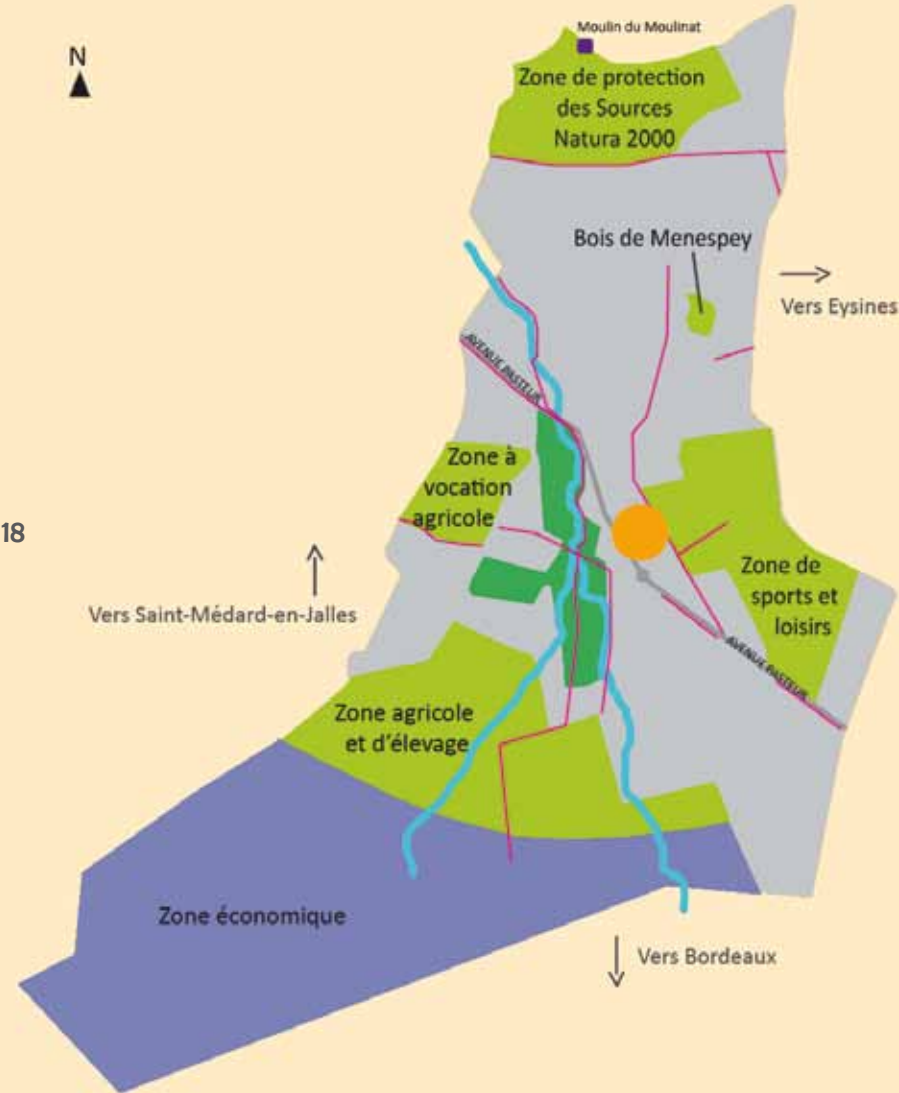 Moulin du Moulinat
N
Zone de protection
des Sources
Natura 2000
Bois de Menespey
Vers Eysines
AVENUE PASTEUR
Zone à
vocation
agricole
18
Zone de
sports et
loisirs
Vers Saint-Médard-en-Jalles
AVENUE PASTEUR
Zone agricole
et d'élevage
Zone économique
Vers Bordeaux